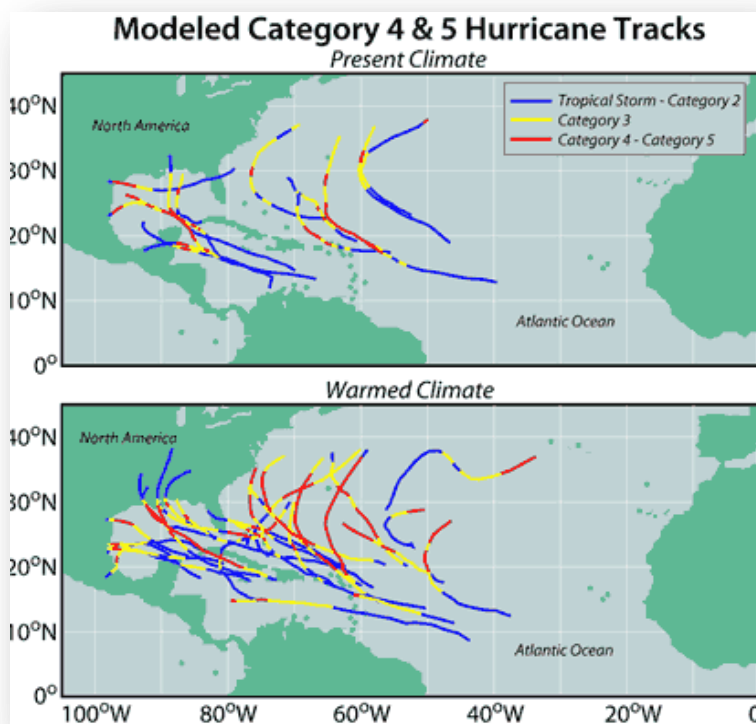 Modeled Category 4 & 5 Hurricane Tracks
Present Climate
40°N
30°N
20°N
10°N
0°
North America
Atlantic Ocean
Tropical Storm - Category 2
Category 3
Category 4 - Category 5
Warmed Climate
40°N
30°N
20°N
10°N
0°
North America
Atlantic Ocean
100°W 80°W 60°W 40°W 20°W 0